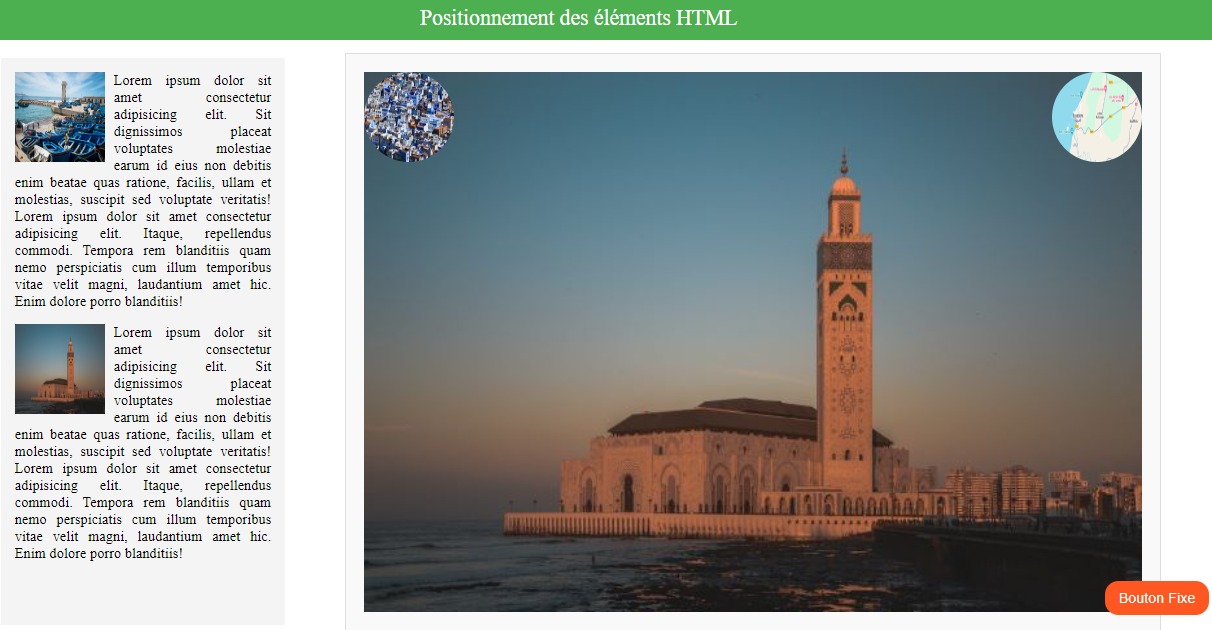 Positionnement des éléments HTML
Lorem ipsum dolor sit
amet consectetur
adipisicing elit. Sit
dignissimos placeat
voluptates molestiae
earum id eius non debitis
enim beatae quas ratione, facilis, ullam et
molestias, suscipit sed voluptate veritatis!
Lorem ipsum dolor sit amet consectetur
adipisicing elit. Itaque, repellendus
commodi. Tempora rem blanditiis quam
nemo perspiciatis cum illum temporibus
vitae velit magni, laudantium amet hic.
Enim dolore porro blanditiis!
Lorem ipsum dolor sit
amet consectetur
adipisicing elit. Sit
dignissimos placeat
voluptates molestiae
earum id eius non debitis
enim beatae quas ratione, facilis, ullam et
molestias, suscipit sed voluptate veritatis!
Lorem ipsum dolor sit amet consectetur
adipisicing elit. Itaque, repellendus
commodi. Tempora rem blanditiis quam
nemo perspiciatis cum illum temporibus
vitae velit magni, laudantium amet hic.
Enim dolore porro blanditiis!
Bouton Fixe